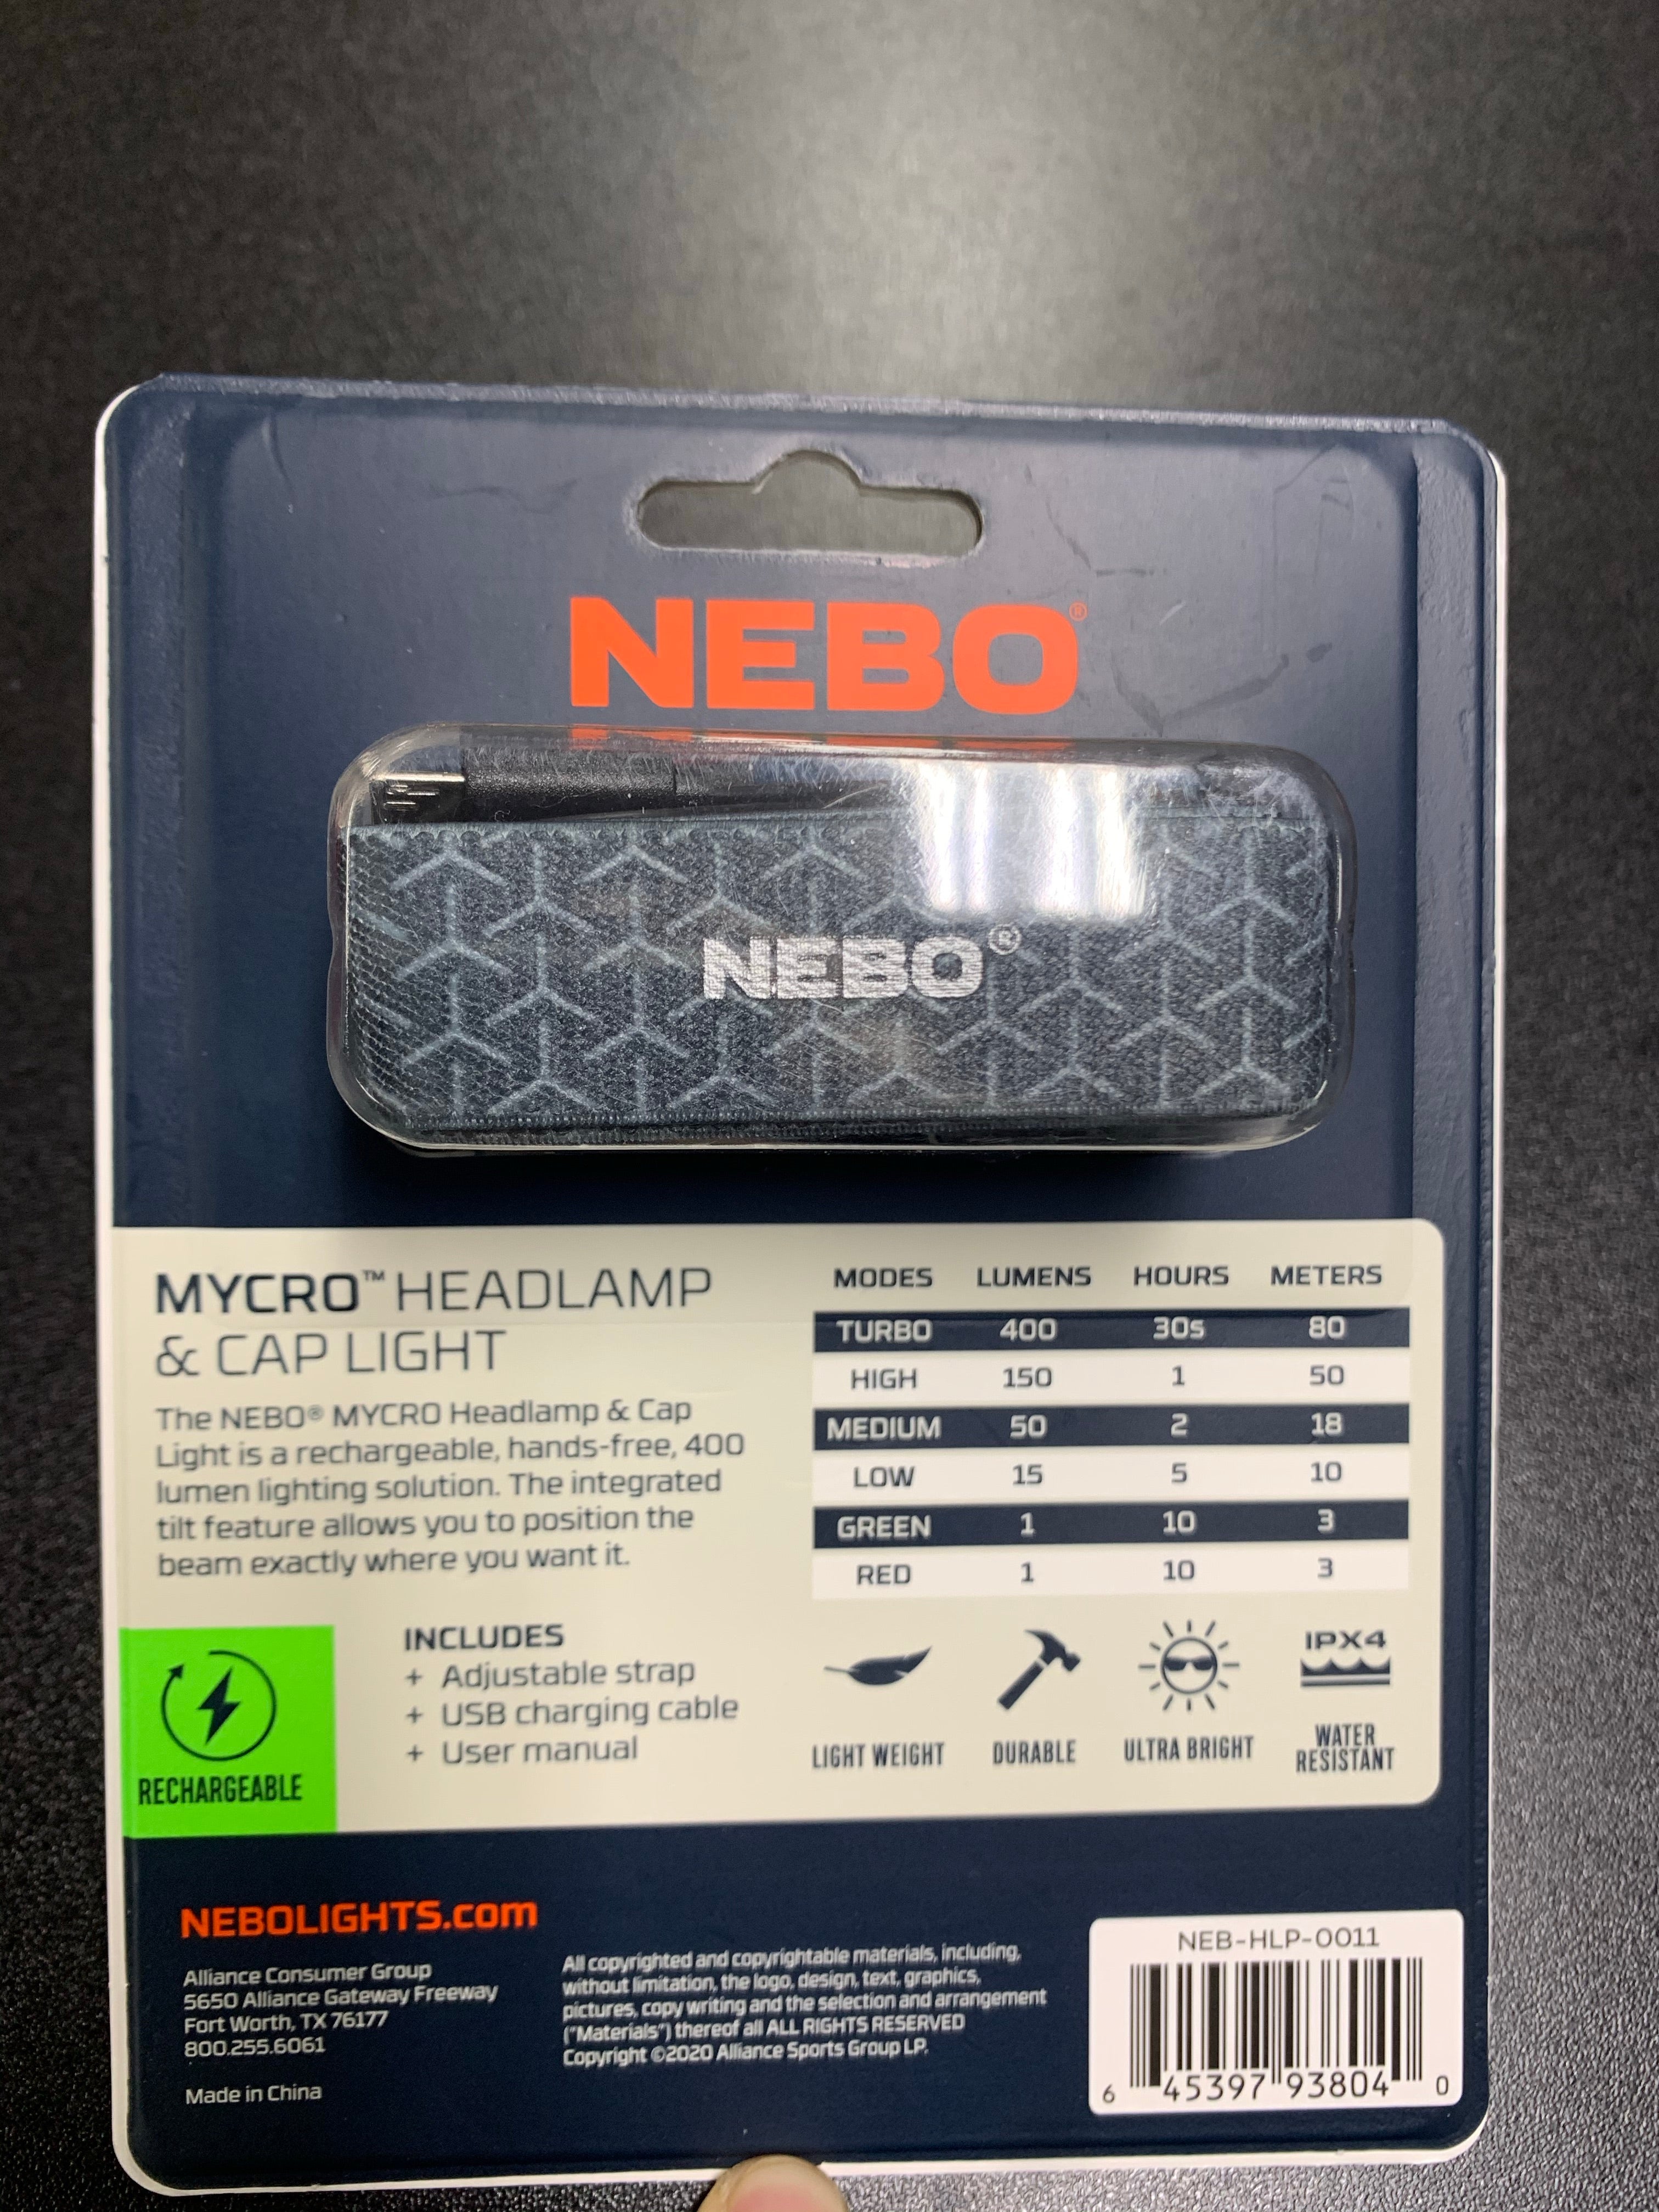 NEBO®
NEBO®
MYCRO™ HEADLAMP
& CAP LIGHT
The NEBO® MYCRO Headlamp & Cap
Light is a rechargeable, hands-free, 400
lumen lighting solution. The integrated
tilt feature allows you to position the
beam exactly where you want it.
MODES LUMENS HOURS METERS
TURBO 400 30s 80
HIGH 150 1 50
MEDIUM 50 2 18
LOW 15 5 10
GREEN 1 10 3
RED 1 10 3
RECHARGEABLE
INCLUDES
+ Adjustable strap
+ USB charging cable
+ User manual
LIGHT WEIGHT
DURABLE
ULTRA BRIGHT
IPX4
WATER
RESISTANT
NEBOLIGHTS.com
Alliance Consumer Group
5650 Alliance Gateway Freeway
Fort Worth, TX 76177
800.255.6061
Made in China
All copyrighted and copyrightable materials, including,
without limitation, the logo, design, text, graphics,
pictures, copy writing and the selection and arrangement
("Materials") thereof all ALL RIGHTS RESERVED
Copyright ©2020 Alliance Sports Group LP.
NEB-HLP-0011
6 45397 93804 0